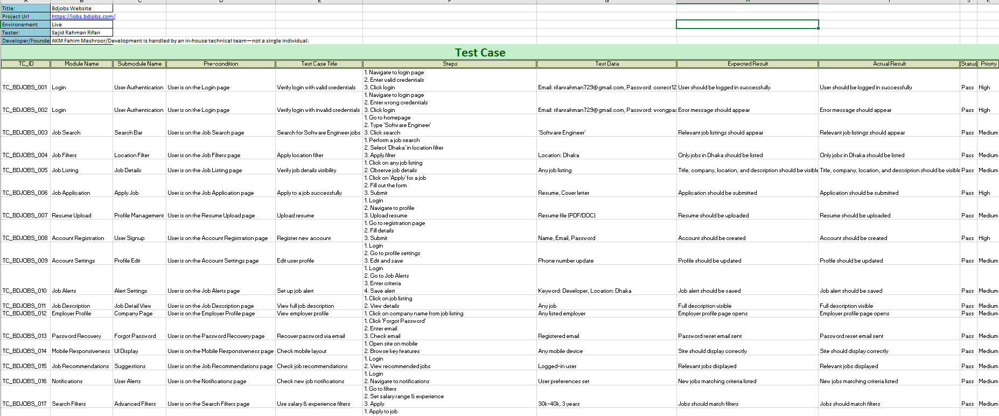 A B C D E F G H I J K
Title: Bdjobs Website
Project Url https://jobs.bdjobs.com/
Environement Live
Tester: Sajid Rahman Rifan
Developer/Founde AKM Fahim Mashroor/Development is handled by an in-house technical team—not a single individual.
Test Case
TC_ID Module Name Submodule Name Pre-condition Test Case Title Steps Test Data Expected Result Actual Result Status Priorty
1. Navigate to login page
2. Enter valid credentials
TC_BDJOBS_001 Login User Authentication User is on the Login page Verify login with valid credentials 3. Click login Email: rifanrahman729@gmail.com, Password: correct12 User should be logged in successfully User should be logged in successfully Pass High
1. Navigate to login page
2. Enter wrong credentials
TC_BDJOBS_002 Login User Authentication User is on the Login page Verify login with invalid credentials 3. Click login Email: rifanrahman729@gmail.com, Password: wrongpas Error message should appear Error message should appear Pass High
1. Go to homepage
2. Type 'Software Engineer'
TC_BDJOBS_003 Job Search Search Bar User is on the Job Search page Search for Software Engineer jobs 3. Click search 'Software Engineer' Relevant job listings should appear Relevant job listings should appear Pass Medium
1. Perform a job search
2. Select 'Dhaka' in location filter
TC_BDJOBS_004 Job Filters Location Filter User is on the Job Filters page Apply location filter 3. Apply filter Location: Dhaka Only jobs in Dhaka should be listed Only jobs in Dhaka should be listed Pass Medium
1. Click on any job listing
TC_BDJOBS_005 Job Listing Job Details User is on the Job Listing page Verify job details visibility 2. Observe job details Any job listing Title, company, location, and description should be visible Title, company, location, and description should be visible Pass Medium
1. Click on 'Apply' for a job
2. Fill out the form
TC_BDJOBS_006 Job Application Apply Job User is on the Job Application page Apply to a job successfully 3. Submit Resume, Cover letter Application should be submitted Application should be submitted Pass High
1. Login
2. Navigate to profile
TC_BDJOBS_007 Resume Upload Profile Management User is on the Resume Upload page Upload resume 3. Upload resume Resume file (PDF/DOC) Resume should be uploaded Resume should be uploaded Pass Medium
1. Go to registration page
2. Fill details
TC_BDJOBS_008 Account Registration User Signup User is on the Account Registration page Register new account 3. Submit Name, Email, Password Account should be created Account should be created Pass High
1. Login
2. Go to profile settings
TC_BDJOBS_009 Account Settings Profile Edit User is on the Account Settings page Edit user profile 3. Edit and save Phone number update Profile should be updated Profile should be updated Pass Medium
1. Login
2. Go to Job Alerts
3. Enter criteria
TC_BDJOBS_010 Job Alerts Alert Settings User is on the Job Alerts page Set up job alert 4. Save alert Keyword: Developer, Location: Dhaka Job alert should be saved Job alert should be saved Pass Medium
1. Click on job listing
TC_BDJOBS_011 Job Description Job Detail View User is on the Job Description page View full job description 2. View details Any job Full description visible Full description visible Pass Medium
TC_BDJOBS_012 Employer Profile Company Page User is on the Employer Profile page View employer profile 1. Click on company name from job listing Any listed employer Employer profile page opens Employer profile page opens Pass Medium
1. Click 'Forgot Password'
2. Enter email
TC_BDJOBS_013 Password Recovery Forgot Password User is on the Password Recovery page Recover password via email 3. Check email Registered email Password reset email sent Password reset email sent Pass Medium
1. Open site on mobile
TC_BDJOBS_014 Mobile Responsiveness UI Display User is on the Mobile Responsiveness page Check mobile layout 2. Browse key features Any mobile device Site should display correctly Site should display correctly Pass Medium
1. Login
TC_BDJOBS_015 Job Recommendations Suggestions User is on the Job Recommendations page Check job recommendations 2. View recommended jobs Logged-in user Relevant jobs displayed Relevant jobs displayed Pass Medium
1. Login
TC_BDJOBS_016 Notifications User Alerts User is on the Notifications page Check new job notifications 2. Navigate to notifications User preferences set New jobs matching criteria listed New jobs matching criteria listed Pass Medium
1. Go to filters
2. Set salary range & experience
TC_BDJOBS_017 Search Filters Advanced Filters User is on the Search Filters page Use salary & experience filters 3. Apply 30k-40k, 3 years Jobs should match filters Jobs should match filters Pass Medium
1. Apply to job